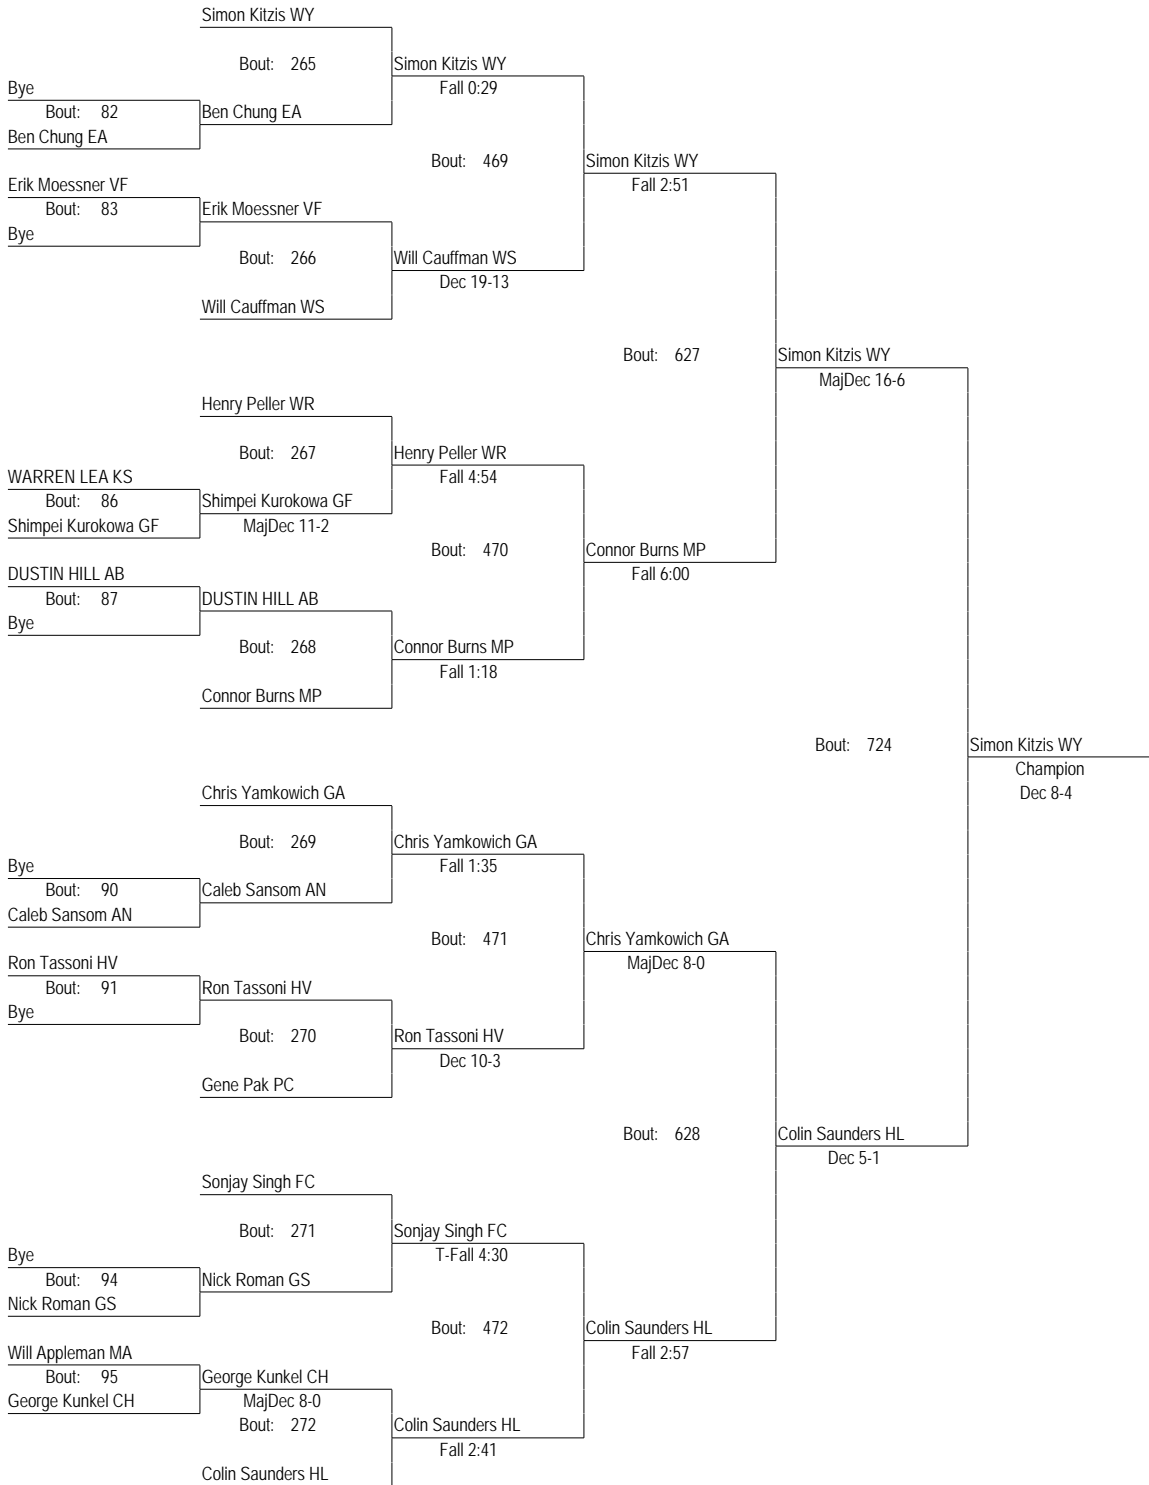 Simon Kitzis WY
Bout: 265
Simon Kitzis WY
Fall 0:29
Bye
Bout: 82
Ben Chung EA
Ben Chung EA
Bout: 469
Simon Kitzis WY
Fall 2:51
Erik Moessner VF
Bout: 83
Erik Moessner VF
Bye
Bout: 266
Will Cauffman WS
Dec 19-13
Will Cauffman WS
Bout: 627
Simon Kitzis WY
MajDec 16-6
Henry Peller WR
Bout: 267
Henry Peller WR
Fall 4:54
WARREN LEA KS
Bout: 86
Shimpei Kurokowa GF
Shimpei Kurokowa GF
MajDec 11-2
Bout: 470
Connor Burns MP
Fall 6:00
DUSTIN HILL AB
Bout: 87
DUSTIN HILL AB
Bye
Bout: 268
Connor Burns MP
Fall 1:18
Connor Burns MP
Bout: 724
Simon Kitzis WY
Champion
Dec 8-4
Chris Yamkowich GA
Bout: 269
Chris Yamkowich GA
Fall 1:35
Bye
Bout: 90
Caleb Sansom AN
Caleb Sansom AN
Bout: 471
Chris Yamkowich GA
MajDec 8-0
Ron Tassoni HV
Bout: 91
Ron Tassoni HV
Bye
Bout: 270
Ron Tassoni HV
Dec 10-3
Gene Pak PC
Bout: 628
Colin Saunders HL
Dec 5-1
Sonjay Singh FC
Bout: 271
Sonjay Singh FC
T-Fall 4:30
Bye
Bout: 94
Nick Roman GS
Nick Roman GS
Bout: 472
Colin Saunders HL
Fall 2:57
Will Appleman MA
Bout: 95
George Kunkel CH
George Kunkel CH
MajDec 8-0
Bout: 272
Colin Saunders HL
Fall 2:41
Colin Saunders HL